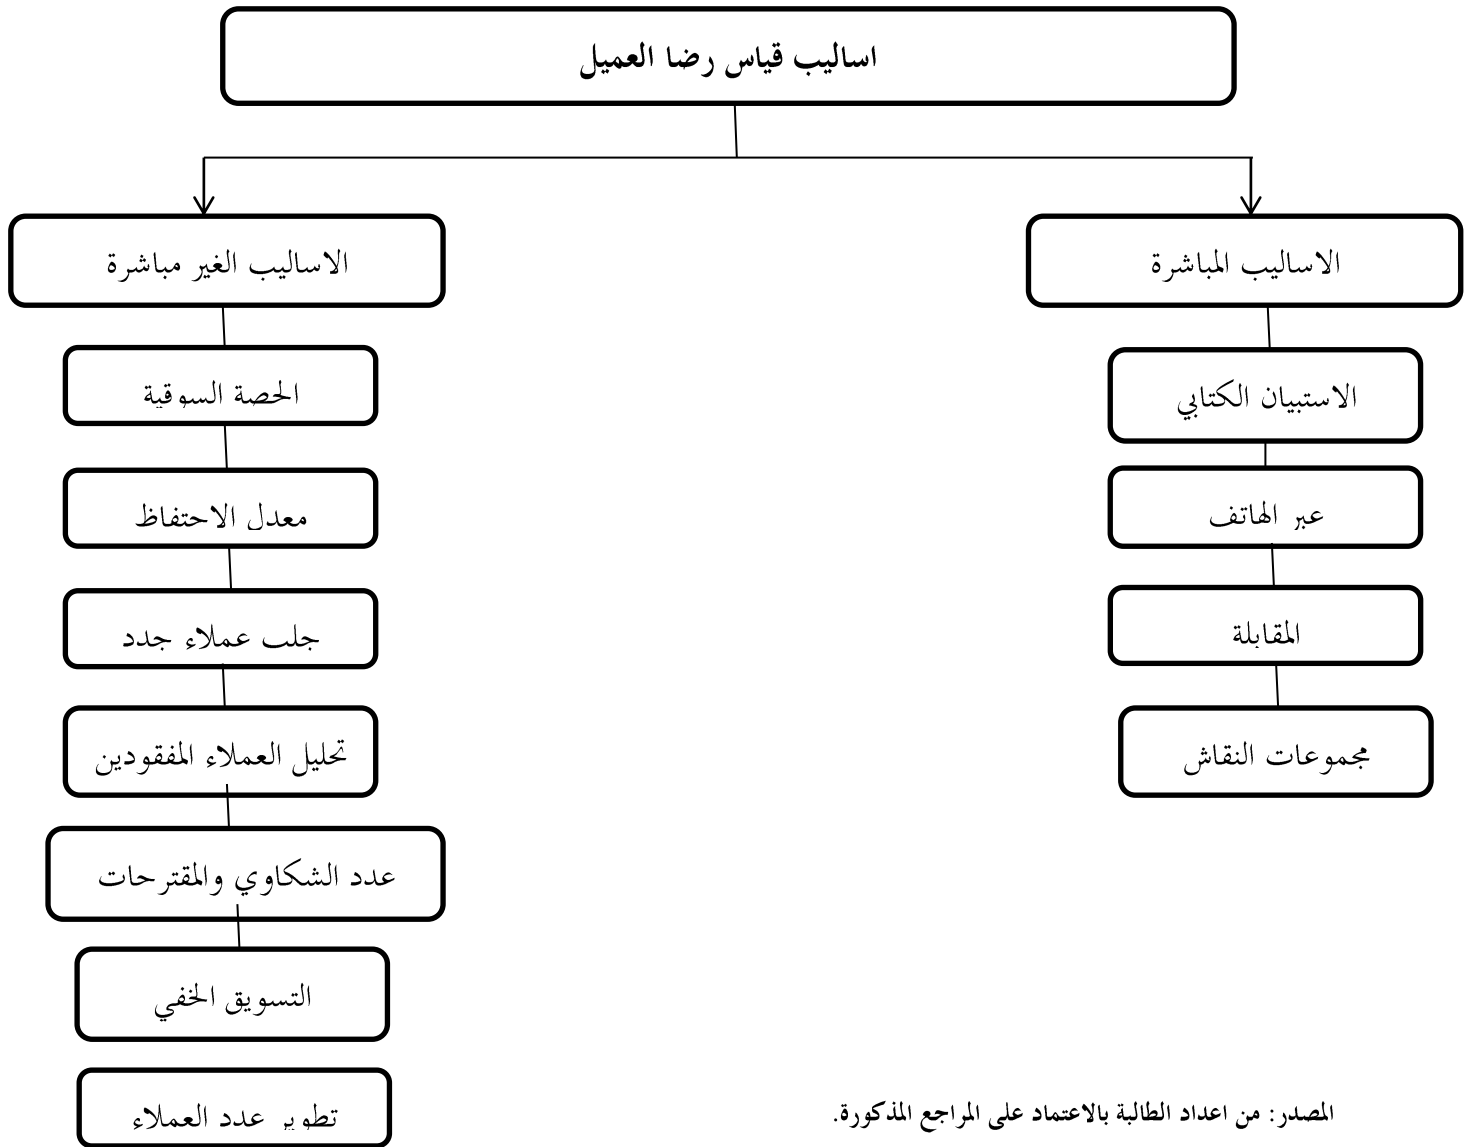 اساليب قياس رضا العميل
الاساليب المباشرة
الاساليب الغير مباشرة
الاستبيان الكتابي
الحصة السوقية
عبر الهاتف
معدل الاحتفاظ
المقابلة
جلب عملاء جدد
مجموعات النقاش
تحليل العملاء المفقودين
عدد الشكاوي والمقترحات
التسويق الخفي
تطوير عدد العملاء
المصدر: من اعداد الطالبة بالاعتماد على المراجع المذكورة.